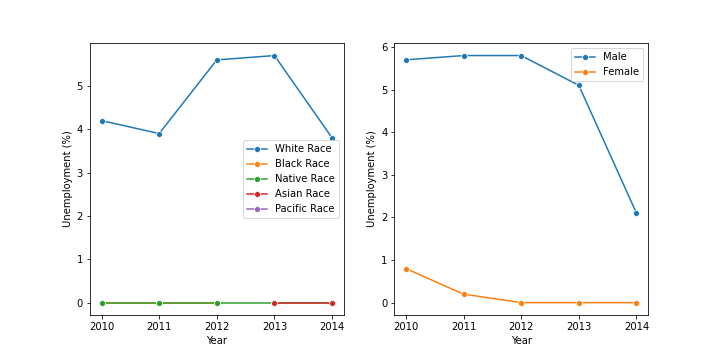 Unemployment (%)
5
4
3
2
1
0
White Race
Black Race
Native Race
Asian Race
Pacific Race
2010 2011 2012 2013 2014
Year
Unemployment (%)
6
5
4
3
2
1
0
Male
Female
2010 2011 2012 2013 2014
Year